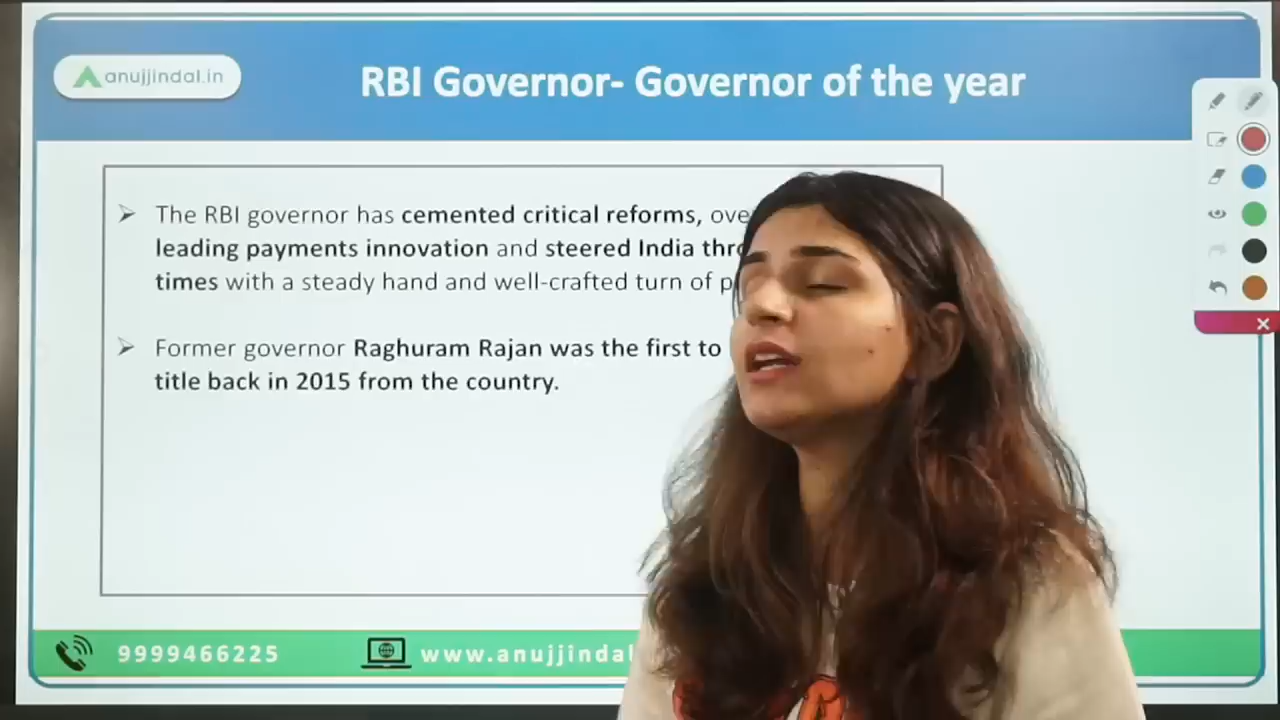 anujjindal.in
RBI Governor- Governor of the year
➢ The RBI governor has cemented critical reforms,
leading payments innovation and steered India
times with a steady hand and well-crafted turn of
➢ Former governor Raghuram Rajan was the first to
title back in 2015 from the country.
9999466225
www.anujjindal